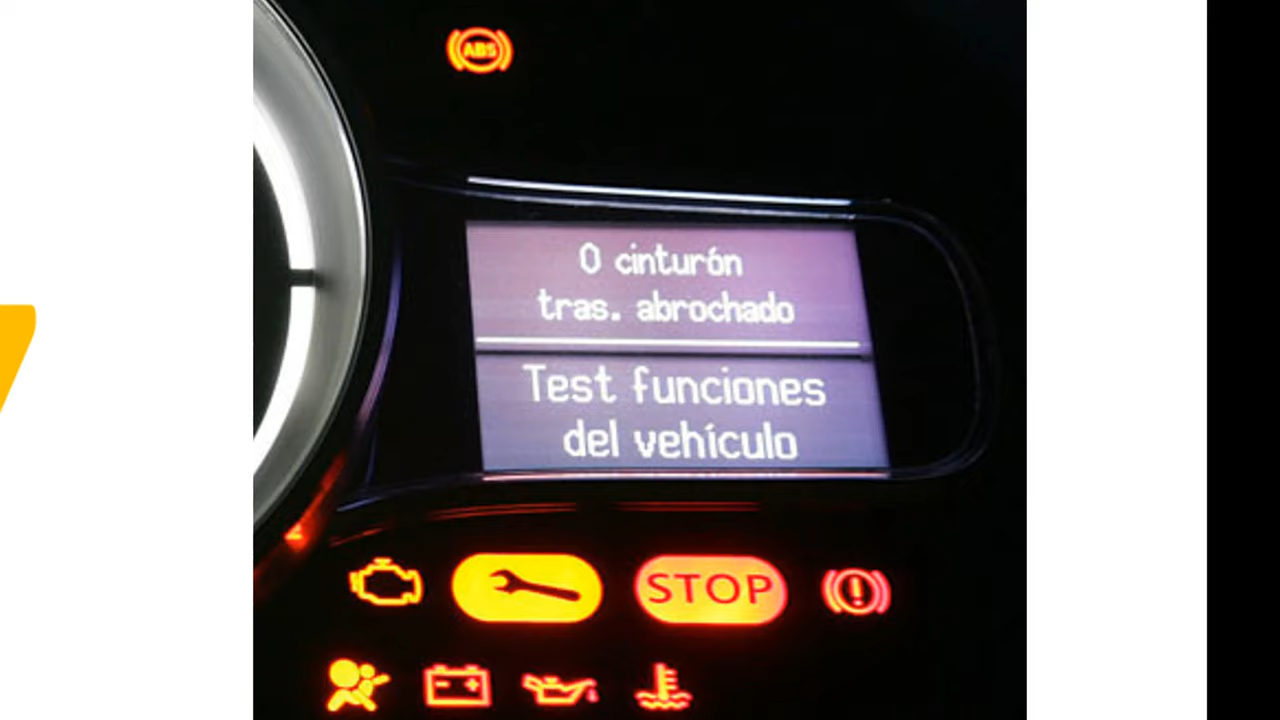 ABS
0 cinturón
tras. abrochado
Test funciones
del vehículo
STOP